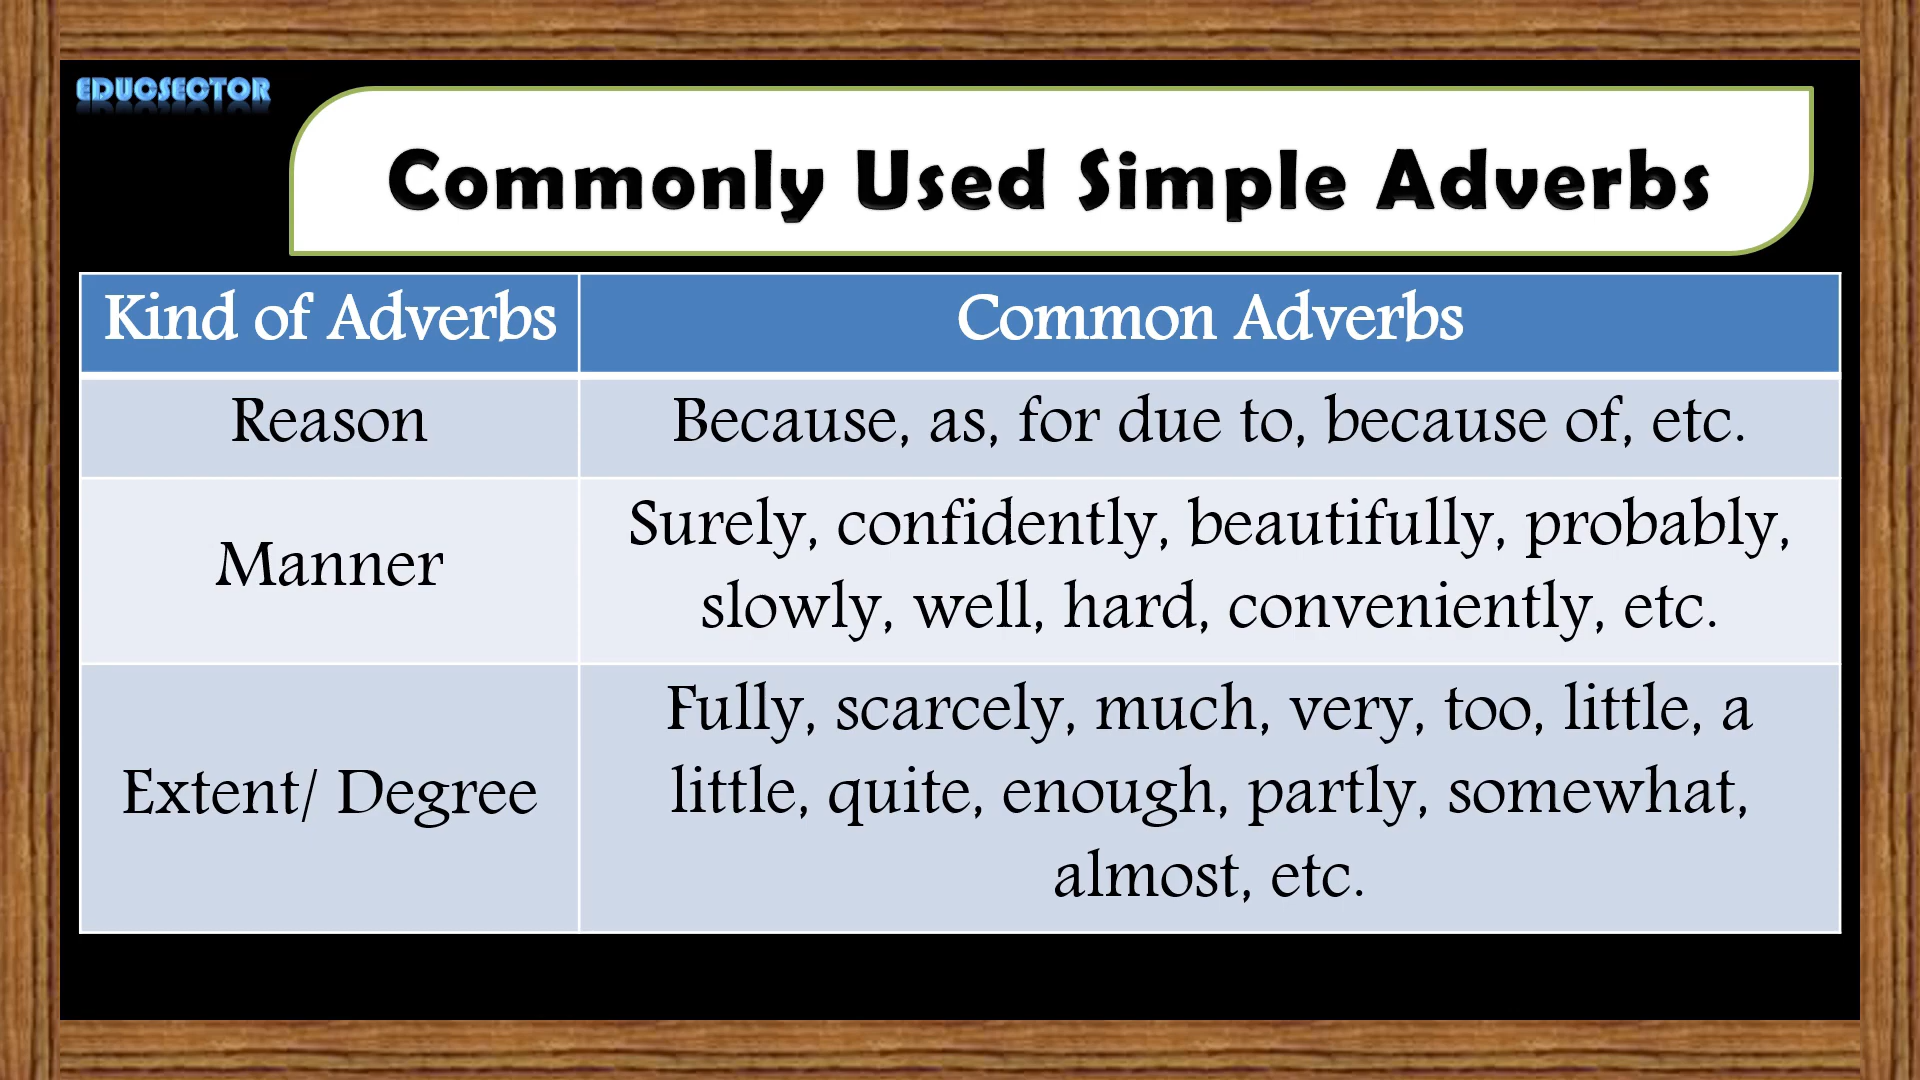 EDUCSECTOR
Commonly Used Simple Adverbs
Kind of Adverbs
Common Adverbs
Reason
Because, as, for due to, because of, etc.
Manner
Surely, confidently, beautifully, probably,
slowly, well, hard, conveniently, etc.
Extent/ Degree
Fully, scarcely, much, very, too, little, a
little, quite, enough, partly, somewhat,
almost, etc.